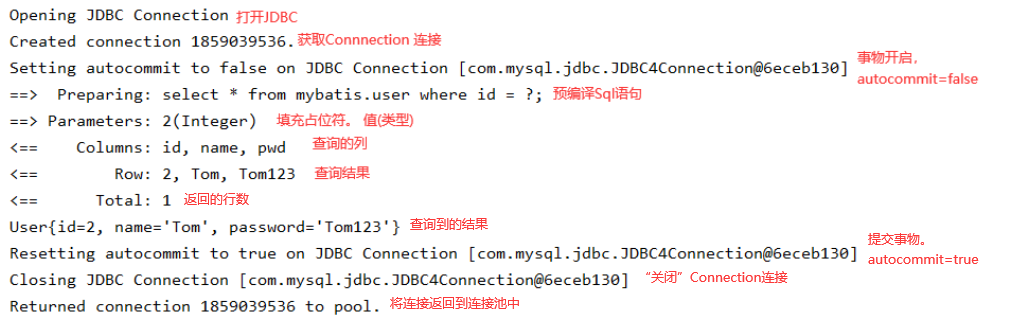 Opening JDBC Connection 打开JDBC
Created connection 1859039536. 获取Connnection 连接
Setting autocommit to false on JDBC Connection [com.mysql.jdbc.JDBC4Connection@6eceb130] 事物开启，
autocommit=false
==>  Preparing: select * from mybatis.user where id = ?; 预编译Sql语句
==> Parameters: 2(Integer) 填充占位符。 值(类型)
<==    Columns: id, name, pwd 查询的列
<==        Row: 2, Tom, Tom123 查询结果
<==      Total: 1 返回的行数
User{id=2, name='Tom', password='Tom123'} 查询到的结果
Resetting autocommit to true on JDBC Connection [com.mysql.jdbc.JDBC4Connection@6eceb130] 提交事物。
autocommit=true
Closing JDBC Connection [com.mysql.jdbc.JDBC4Connection@6eceb130] “关闭”Connection连接
Returned connection 1859039536 to pool. 将连接返回到连接池中